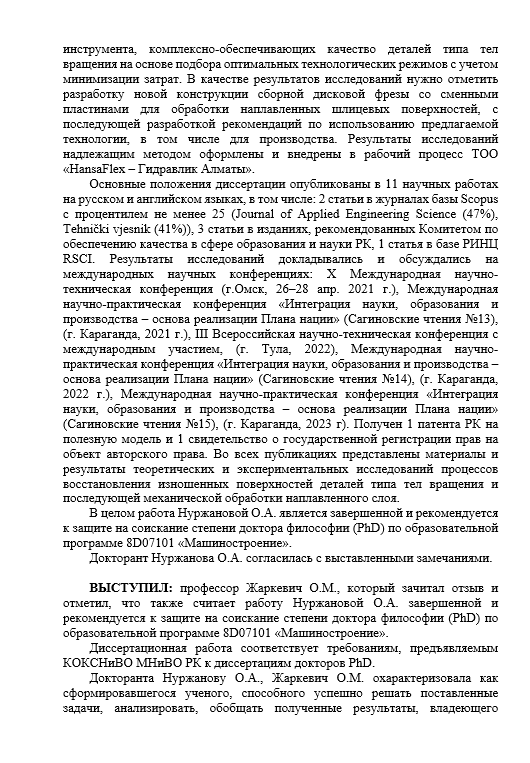 инструмента, комплексно-обеспечивающих качество деталей типа тел
вращения на основе подбора оптимальных технологических режимов с учетом
минимизации затрат. В качестве результатов исследований нужно отметить
разработку новой конструкции сборной дисковой фрезы со сменными
пластинами для обработки наплавленных шлицевых поверхностей, с
последующей разработкой рекомендаций по использованию предлагаемой
технологии, в том числе для производства. Результаты исследований
надлежащим методом оформлены и внедрены в рабочий процесс ТОО
«HansaFlex – Гидравлик Алматы».
Основные положения диссертации опубликованы в 11 научных работах
на русском и английском языках, в том числе: 2 статьи в журналах базы Scopus
с процентилем не менее 25 (Journal of Applied Engineering Science (47%),
Tehnički vjesnik (41%)), 3 статьи в изданиях, рекомендованных Комитетом по
обеспечению качества в сфере образования и науки РК, 1 статья в базе РИНЦ
RSCI. Результаты исследований докладывались и обсуждались на
международных научных конференциях: X Международная научно-
техническая конференция (г.Омск, 26–28 апр. 2021 г.), Международная
научно-практическая конференция «Интеграция науки, образования и
производства – основа реализации Плана нации» (Сагиновские чтения №13),
(г. Караганда, 2021 г.), III Всероссийская научно-техническая конференция с
международным участием, (г. Тула, 2022), Международная научно-
практическая конференция «Интеграция науки, образования и производства –
основа реализации Плана нации» (Сагиновские чтения №14), (г. Караганда,
2022 г.), Международная научно-практическая конференция «Интеграция
науки, образования и производства – основа реализации Плана нации»
(Сагиновские чтения №15), (г. Караганда, 2023 г). Получен 1 патента РК на
полезную модель и 1 свидетельство о государственной регистрации прав на
объект авторского права. Во всех публикациях представлены материалы и
результаты теоретических и экспериментальных исследований процессов
восстановления изношенных поверхностей деталей типа тел вращения и
последующей механической обработки наплавленного слоя.
В целом работа Нуржановой О.А. является завершенной и рекомендуется
к защите на соискание степени доктора философии (PhD) по образовательной
программе 8D07101 «Машиностроение».
Докторант Нуржанова О.А. согласилась с выставленными замечаниями.
ВЫСТУПИЛ: профессор Жаркевич О.М., который зачитал отзыв и
отметил, что также считает работу Нуржановой О.А. завершенной и
рекомендуется к защите на соискание степени доктора философии (PhD) по
образовательной программе 8D07101 «Машиностроение».
Диссертационная работа соответствует требованиям, предъявляемым
КОКСНиВО МНиВО РК к диссертациям докторов PhD.
Докторанта Нуржанову О.А., Жаркевич О.М. охарактеризовала как
сформировавшегося ученого, способного успешно решать поставленные
задачи, анализировать, обобщать полученные результаты, владеющего